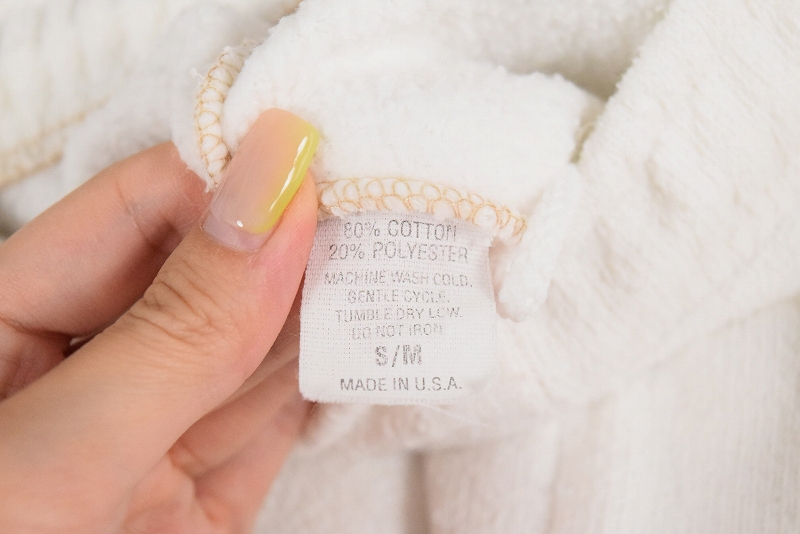 80% COTTON
20% POLYESTER
MACHINE WASH COLD.
GENTLE CYCLE.
TUMBLE DRY LOW.
DO NOT IRON
S/M
MADE IN U.S.A.